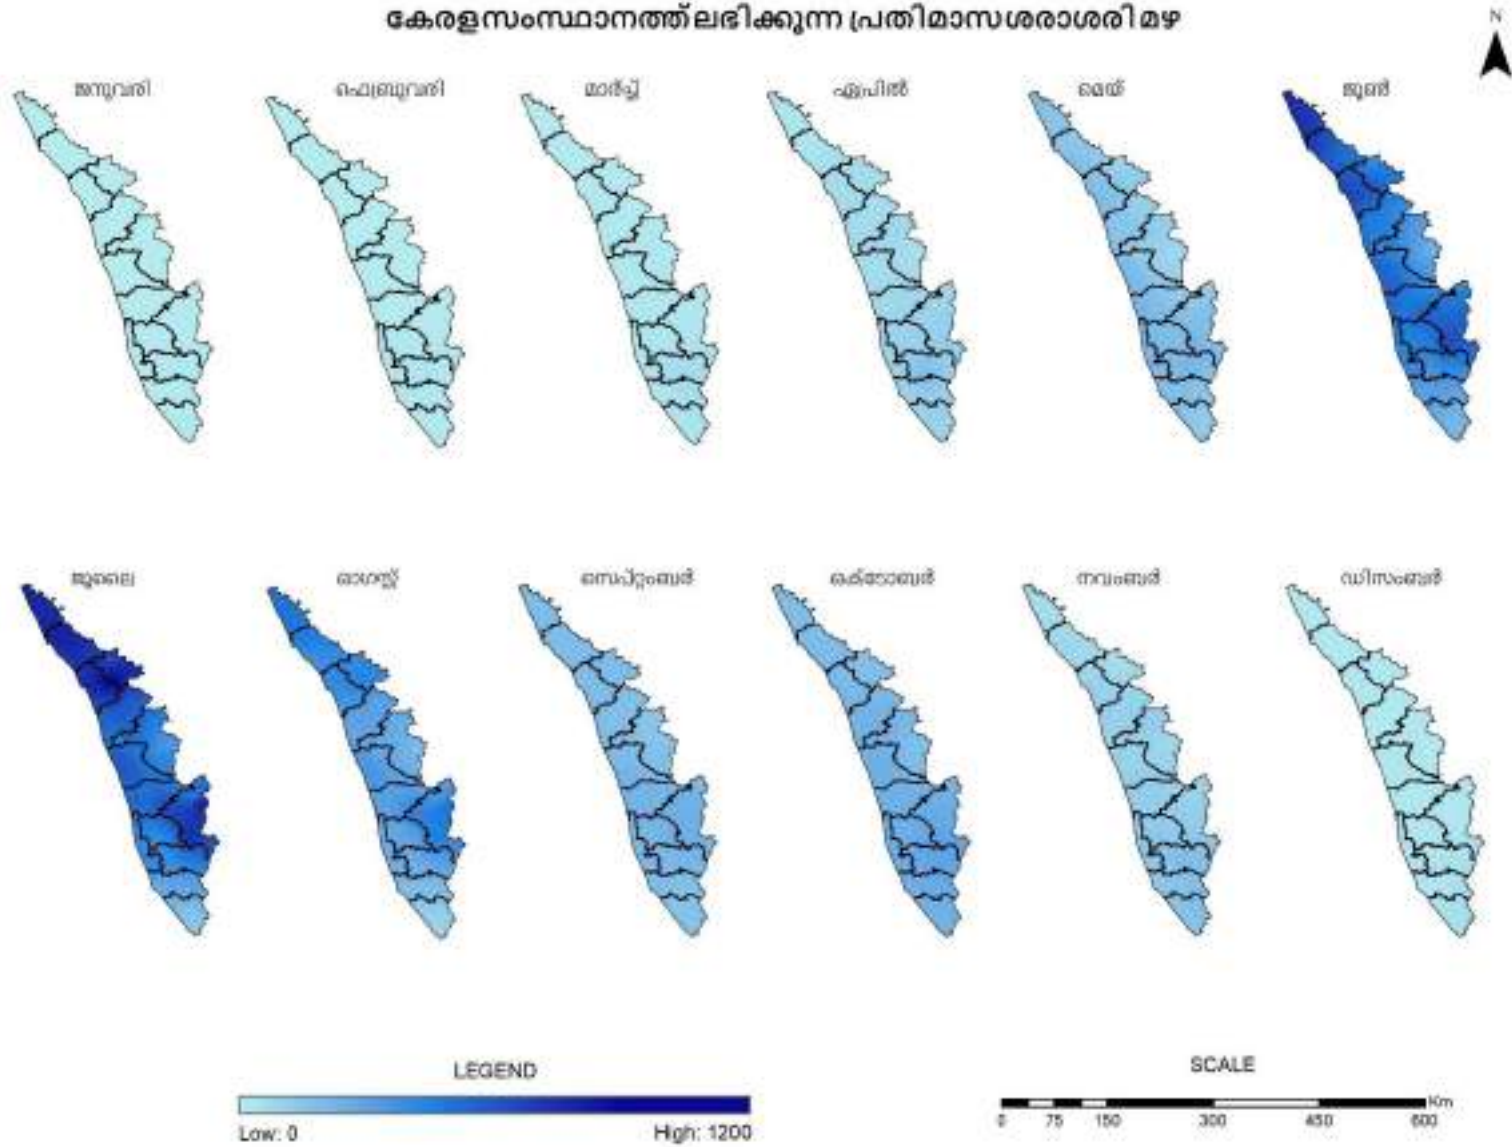 കേരളസംസ്ഥാനത്ത് ലഭിക്കുന്ന പ്രതിമാസശരാശരി മഴ
N
ജനുവരി
ഫെബ്രുവരി
മാർച്ച്
ഏപ്രിൽ
മെയ്
ജൂൺ
ജൂലൈ
ഓഗസ്റ്റ്
സെപ്റ്റംബർ
ഒക്ടോബർ
നവംബർ
ഡിസംബർ
LEGEND
Low: 0
High: 1200
SCALE
Km
0 75 150 300 450 600